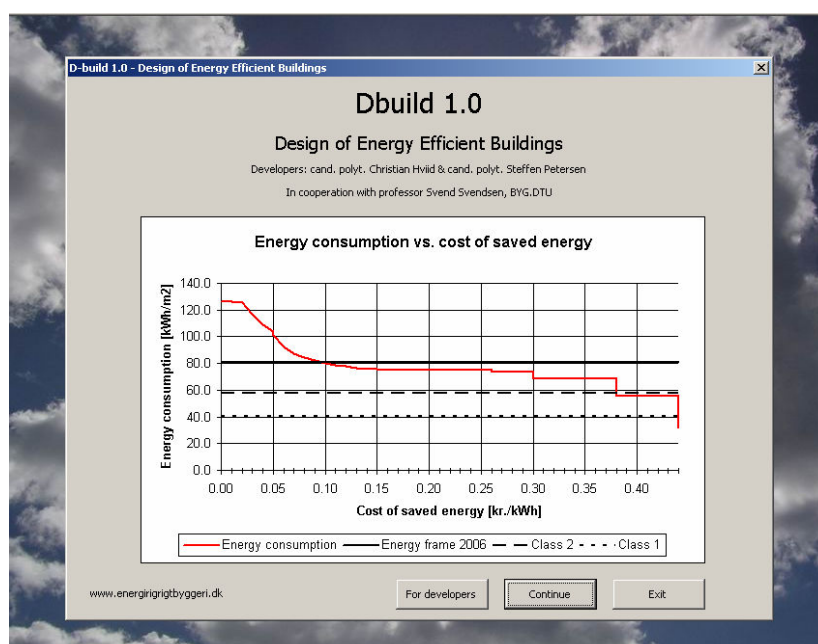 D-build 1.0 - Design of Energy Efficient Buildings
Dbuild 1.0
Design of Energy Efficient Buildings
Developers: cand. polyt. Christian Hviid & cand. polyt. Steffen Petersen
In cooperation with professor Svend Svendsen, BYG.DTU
Energy consumption vs. cost of saved energy
Energy consumption [kWh/m2]
140.0
120.0
100.0
80.0
60.0
40.0
20.0
0.0
0.00 0.05 0.10 0.15 0.20 0.25 0.30 0.35 0.40
Cost of saved energy [kr./kWh]
Energy consumption Energy frame 2006 Class 2 Class 1
www.energirigrigtbyggeri.dk For developers Continue Exit